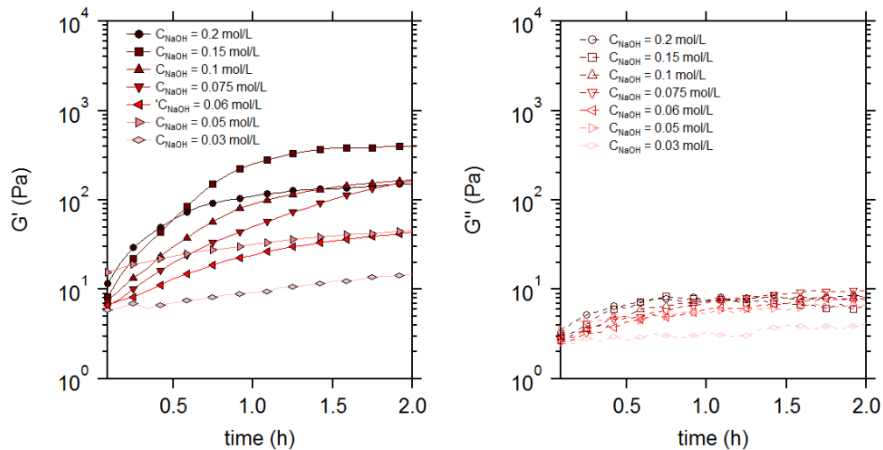 10⁴
10³
10²
10¹
10⁰
G' (Pa)
C_NaOH = 0.2 mol/L
C_NaOH = 0.15 mol/L
C_NaOH = 0.1 mol/L
C_NaOH = 0.075 mol/L
'C_NaOH = 0.06 mol/L
C_NaOH = 0.05 mol/L
C_NaOH = 0.03 mol/L
0.5 1.0 1.5 2.0
time (h)
10⁴
10³
10²
10¹
10⁰
G'' (Pa)
C_NaOH = 0.2 mol/L
C_NaOH = 0.15 mol/L
C_NaOH = 0.1 mol/L
C_NaOH = 0.075 mol/L
C_NaOH = 0.06 mol/L
C_NaOH = 0.05 mol/L
C_NaOH = 0.03 mol/L
0.5 1.0 1.5 2.0
time (h)